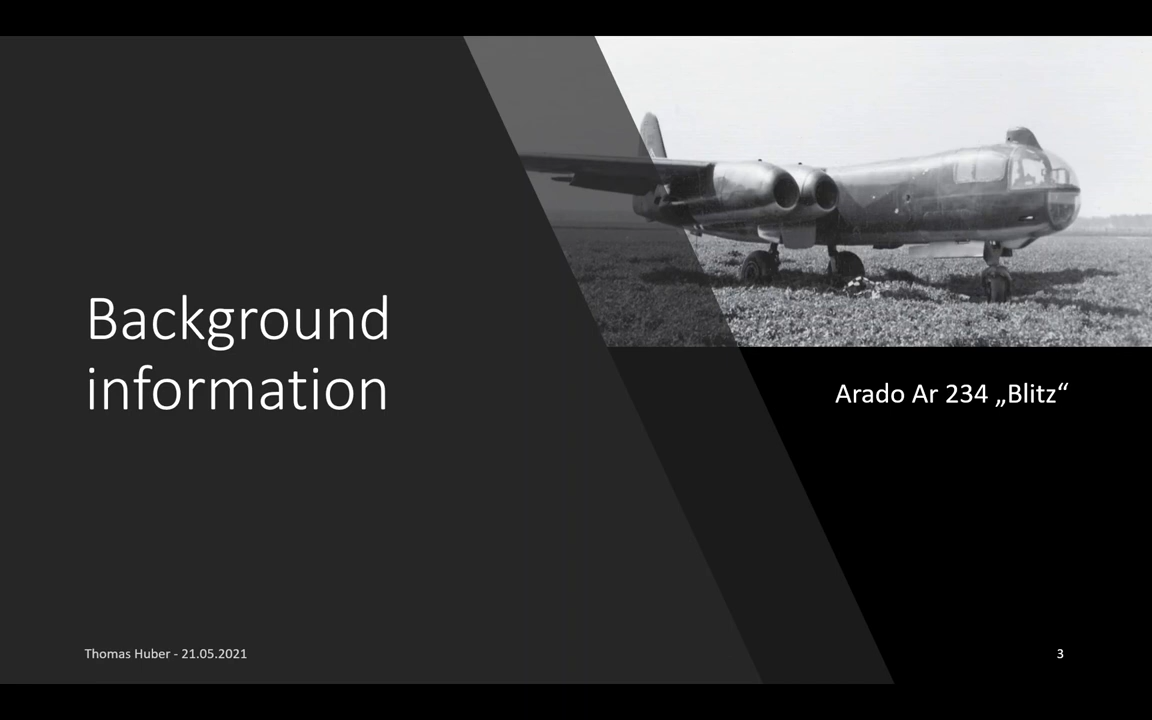 Background
information
Arado Ar 234 „Blitz“
Thomas Huber - 21.05.2021
3